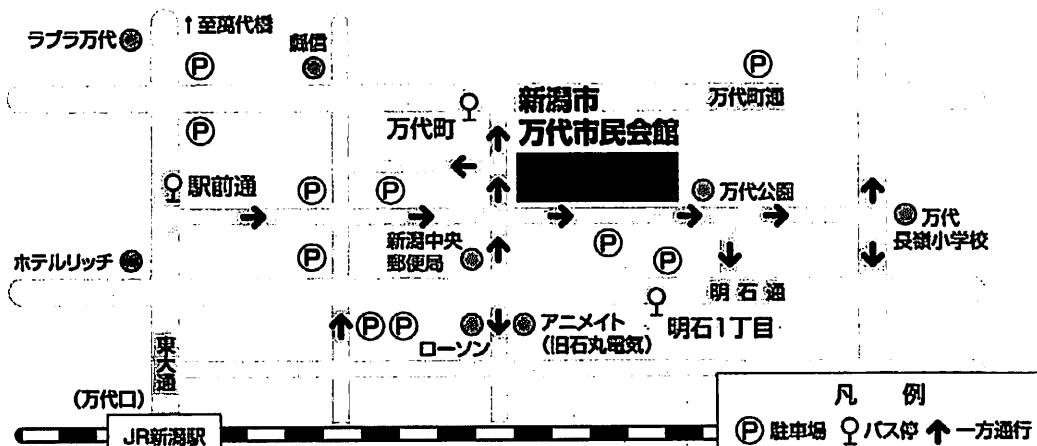 ↑至萬代橋
ラブラ万代
縣信
Ⓟ
Ⓟ
万代町通
新潟市
万代市民会館
万代町
Ⓟ
駅前通
Ⓟ
Ⓟ
万代公園
万代
長嶺小学校
新潟中央
郵便局
Ⓟ
Ⓟ
Ⓟ
ホテルリッチ
明石通
明石1丁目
Ⓟ Ⓟ
ローソン
アニメイト
(旧石丸電気)
東大通
(万代口)
JR新潟駅
凡例
Ⓟ 駐車場 バス停 ↑ 一方通行